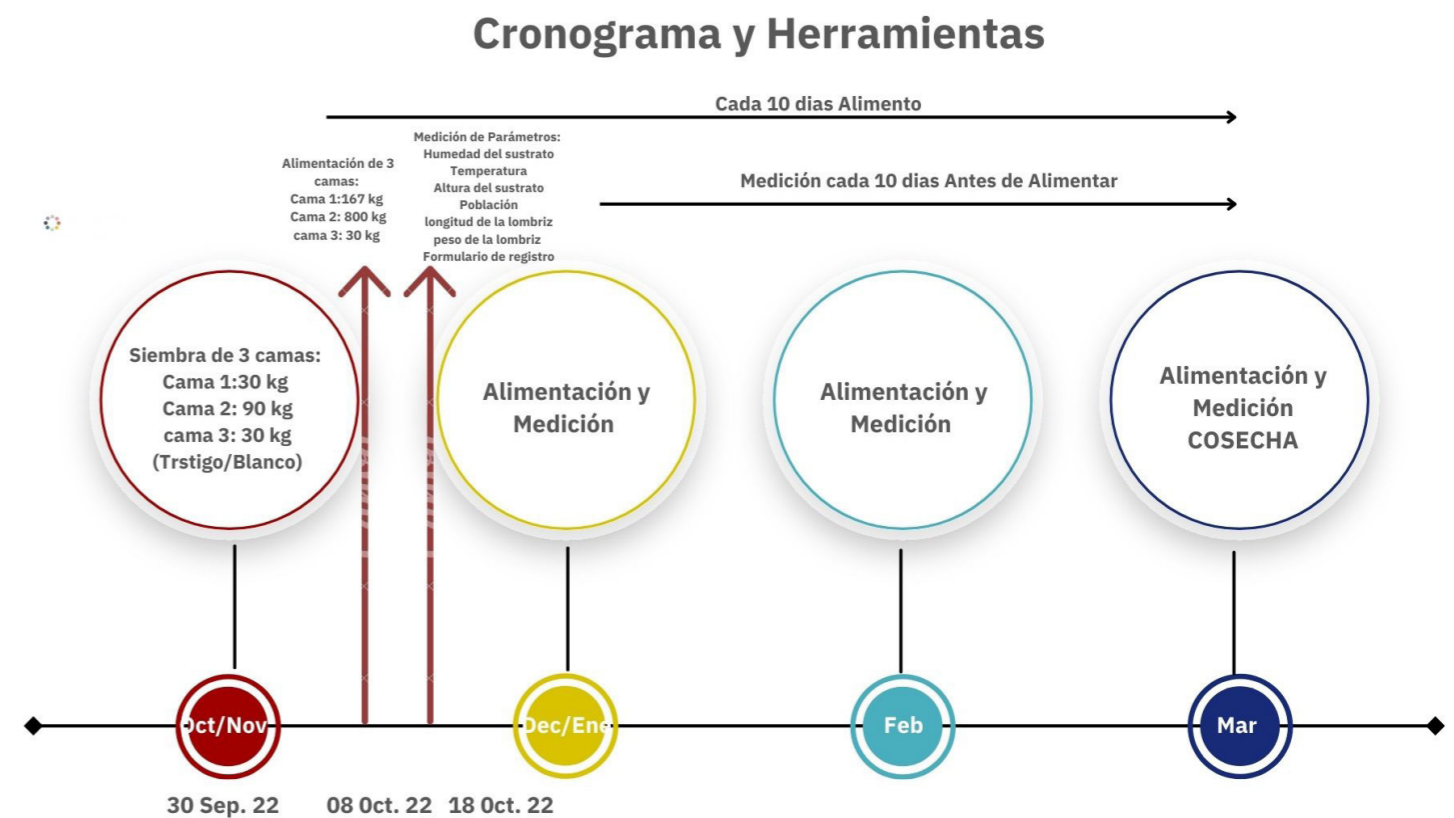 Cronograma y Herramientas
Cada 10 dias Alimento
Medición de Parámetros:
Humedad del sustrato
Temperatura
Altura del sustrato
Población
longitud de la lombriz
peso de la lombriz
Formulario de registro
Alimentación de 3
camas:
Cama 1:167 kg
Cama 2: 800 kg
cama 3: 30 kg
Medición cada 10 dias Antes de Alimentar
Siembra de 3 camas:
Cama 1:30 kg
Cama 2: 90 kg
cama 3: 30 kg
(Trstigo/Blanco)
Alimentación y
Medición
Alimentación y
Medición
Alimentación y
Medición
COSECHA
Oct/Nov
Dec/Ene
Feb
Mar
30 Sep. 22
08 Oct. 22
18 Oct. 22